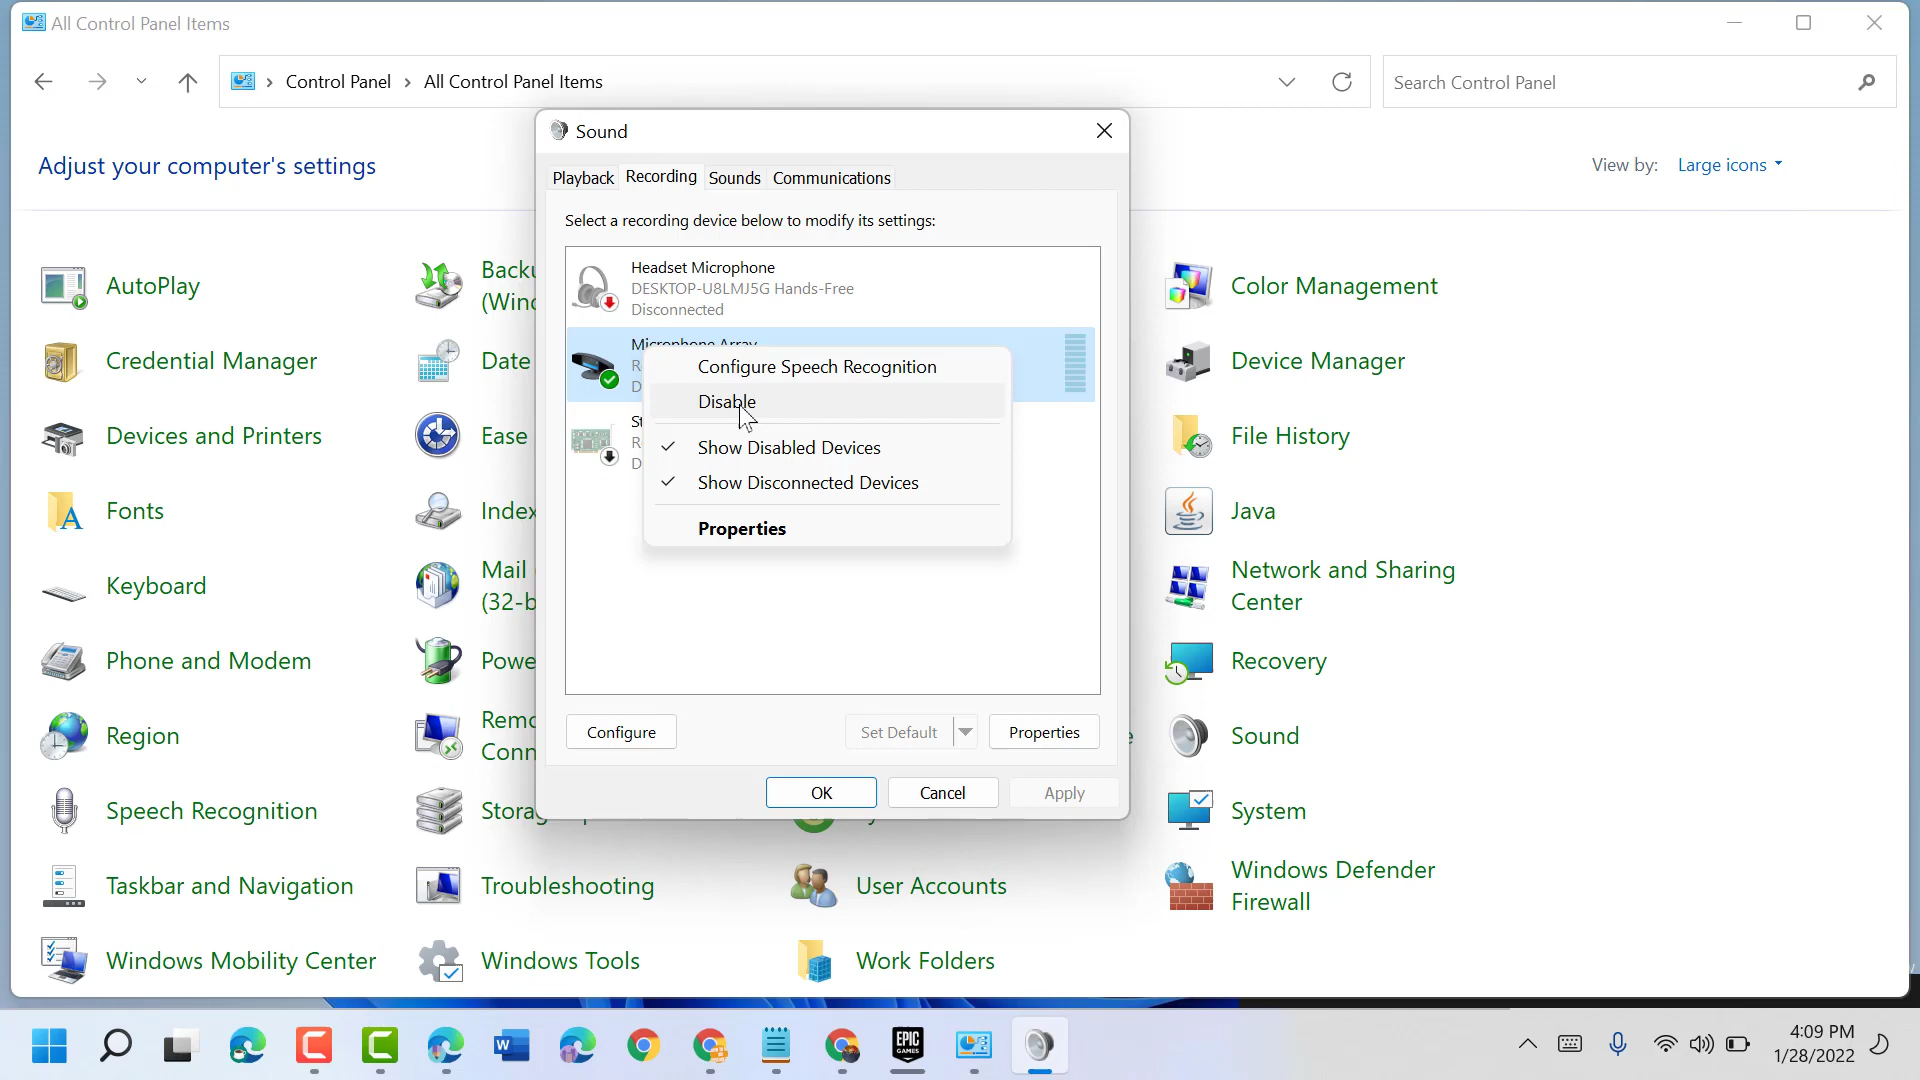 All Control Panel Items
Control Panel
All Control Panel Items
Search Control Panel
Sound
Adjust your computer's settings
View by:
Large icons
Playback
Recording
Sounds
Communications
Select a recording device below to modify its settings:
Headset Microphone
DESKTOP-U8LMJ5G Hands-Free
Disconnected
Microphone Array
Configure Speech Recognition
Disable
Show Disabled Devices
Show Disconnected Devices
Properties
Configure
Set Default
Properties
OK
Cancel
Apply
AutoPlay
Color Management
Credential Manager
Date
Device Manager
Devices and Printers
Ease
File History
Fonts
Java
Keyboard
Mail
(32-b
Network and Sharing
Center
Phone and Modem
Recovery
Region
Sound
Speech Recognition
System
Taskbar and Navigation
Troubleshooting
User Accounts
Windows Defender
Firewall
Windows Mobility Center
Windows Tools
Work Folders
EPIC
GAMES
4:09 PM
1/28/2022